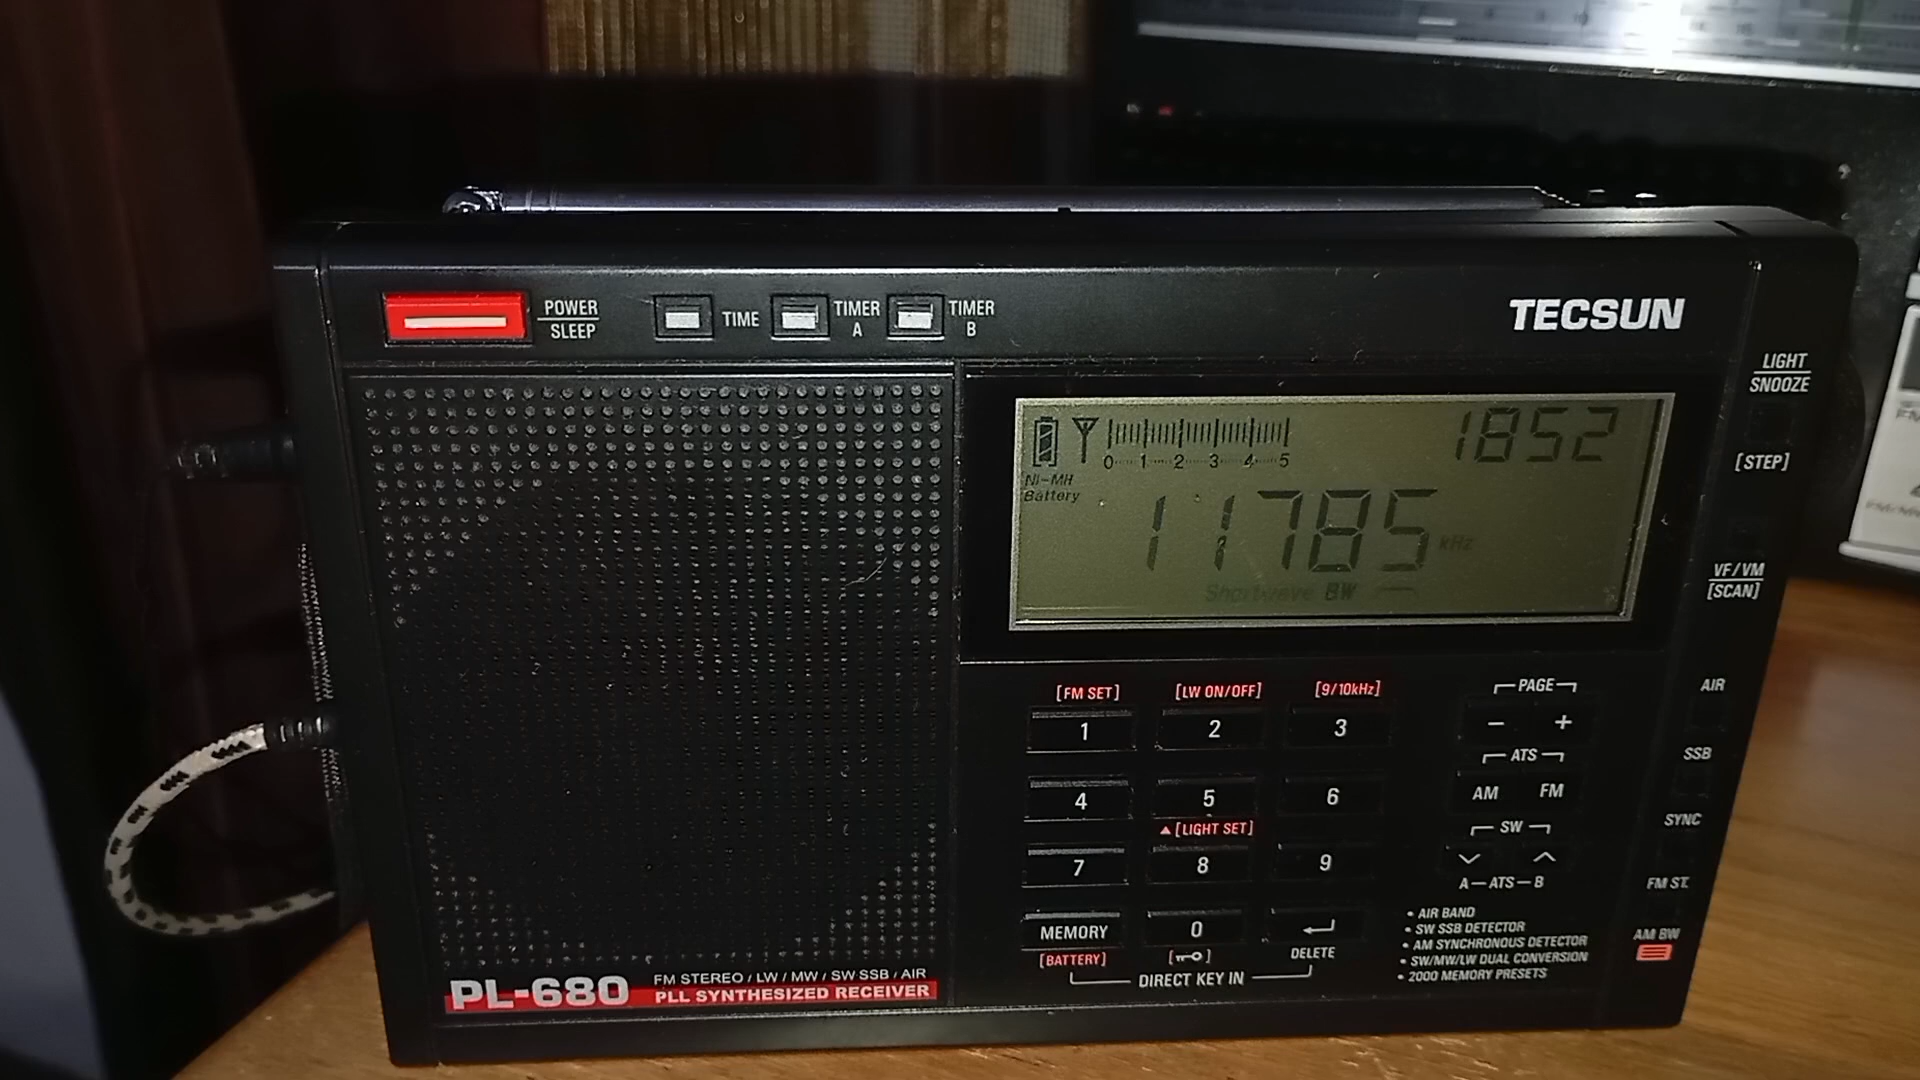 POWER
SLEEP
TIME
TIMER
A
TIMER
B
TECSUN
LIGHT
SNOOZE
[STEP]
VF/VM
[SCAN]
1852
0 1 2 3 4 5
Ni-MH
Battery
11785 kHz
Shortwave BW
[FM SET] [LW ON/OFF] [9/10kHz]
1 2 3
4 5 6
[LIGHT SET]
7 8 9
MEMORY 0
[BATTERY] DELETE
DIRECT KEY IN
PAGE
- +
ATS
AM FM
SW
A-ATS-B
AIR
SSB
SYNC
FM ST.
AM BW
• AIR BAND
• SW SSB DETECTOR
• AM SYNCHRONOUS DETECTOR
• SW/MW/LW DUAL CONVERSION
• 2000 MEMORY PRESETS
PL-680
FM STEREO / LW / MW / SW SSB / AIR
PLL SYNTHESIZED RECEIVER